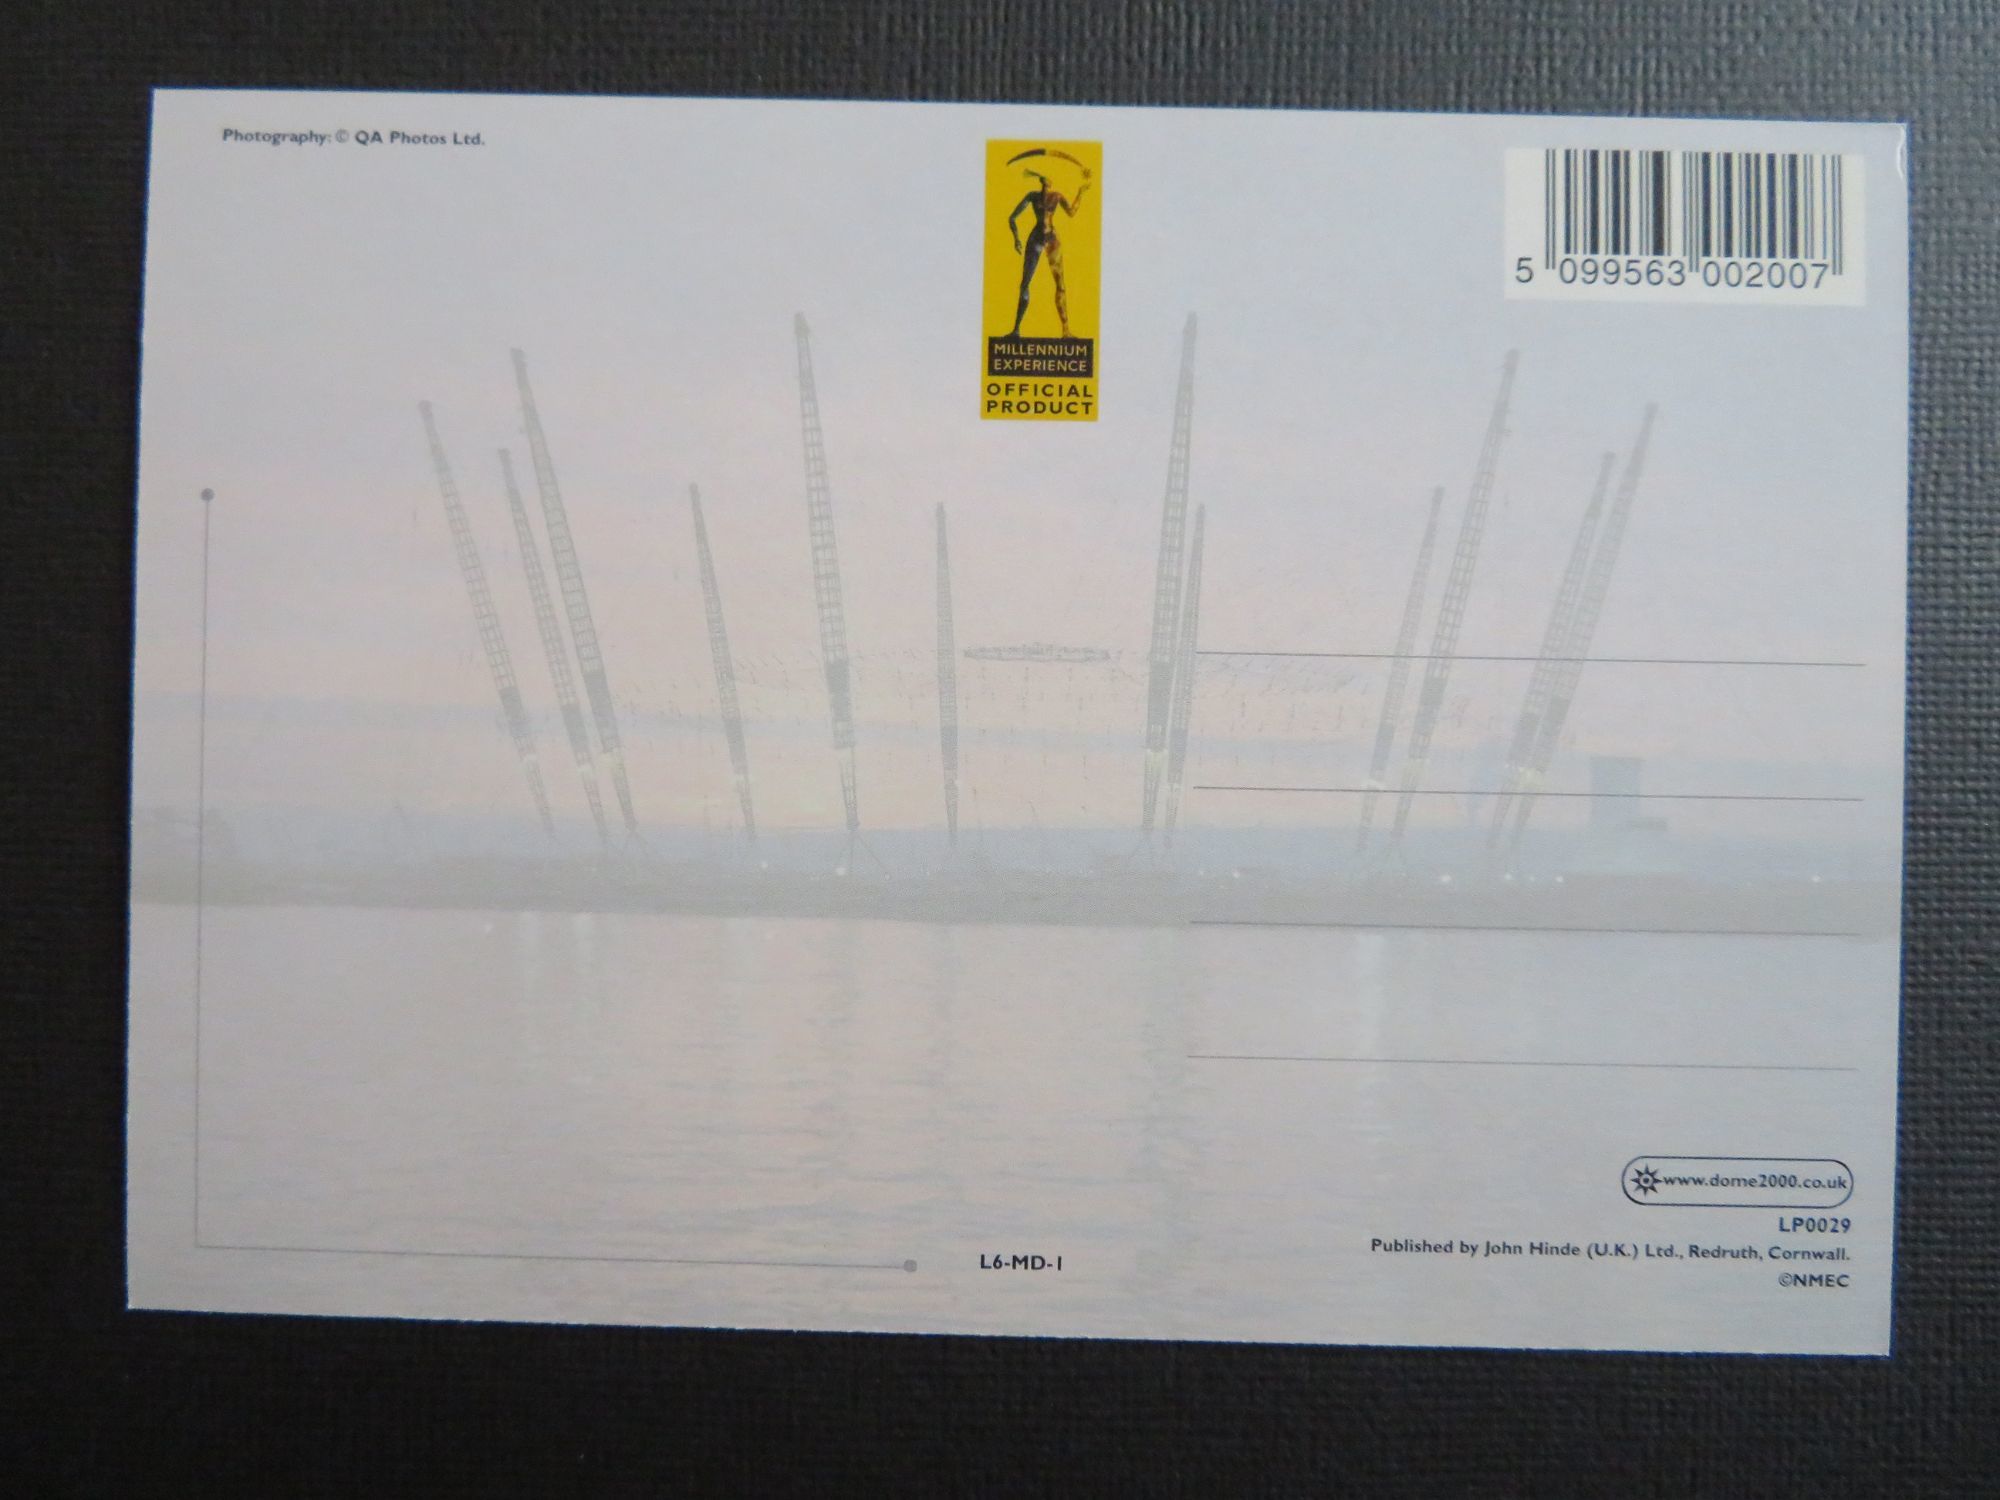 Photography: © QA Photos Ltd.
MILLENNIUM
EXPERIENCE
OFFICIAL
PRODUCT
5 099563 002007
www.dome2000.co.uk
LP0029
Published by John Hinde (U.K.) Ltd., Redruth, Cornwall.
©NMEC
L6-MD-1